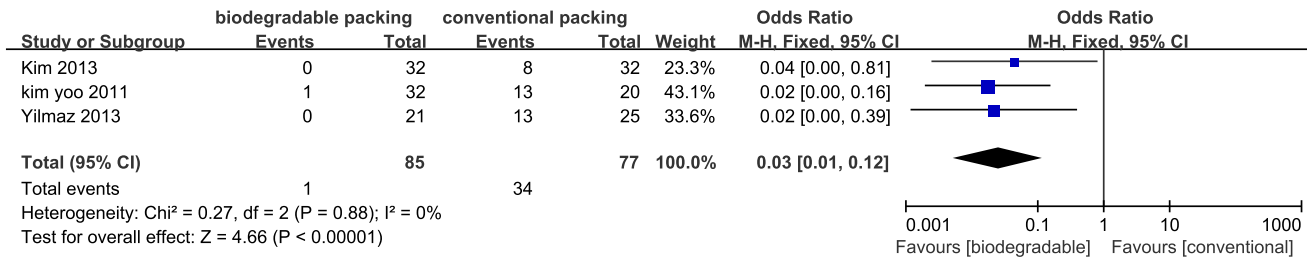 biodegradable packing conventional packing Odds Ratio Odds Ratio
Study or Subgroup Events Total Events Total Weight M-H, Fixed, 95% CI M-H, Fixed, 95% CI
Kim 2013 0 32 8 32 23.3% 0.04 [0.00, 0.81]
kim yoo 2011 1 32 13 20 43.1% 0.02 [0.00, 0.16]
Yilmaz 2013 0 21 13 25 33.6% 0.02 [0.00, 0.39]
Total (95% CI) 85 77 100.0% 0.03 [0.01, 0.12]
Total events 1 34
Heterogeneity: Chi² = 0.27, df = 2 (P = 0.88); I² = 0%
Test for overall effect: Z = 4.66 (P < 0.00001)
0.001 0.1 1 10 1000
Favours [biodegradable] Favours [conventional]